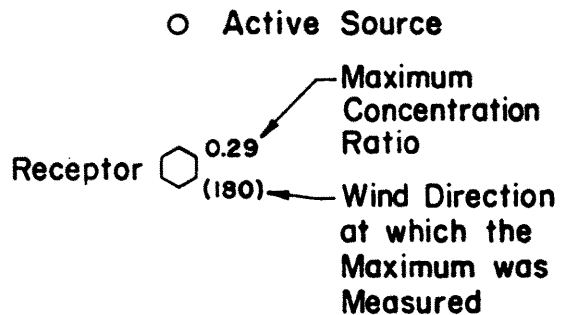 Active Source
Maximum
Concentration
Ratio
0.29
Receptor
(180)
Wind Direction
at which the
Maximum was
Measured